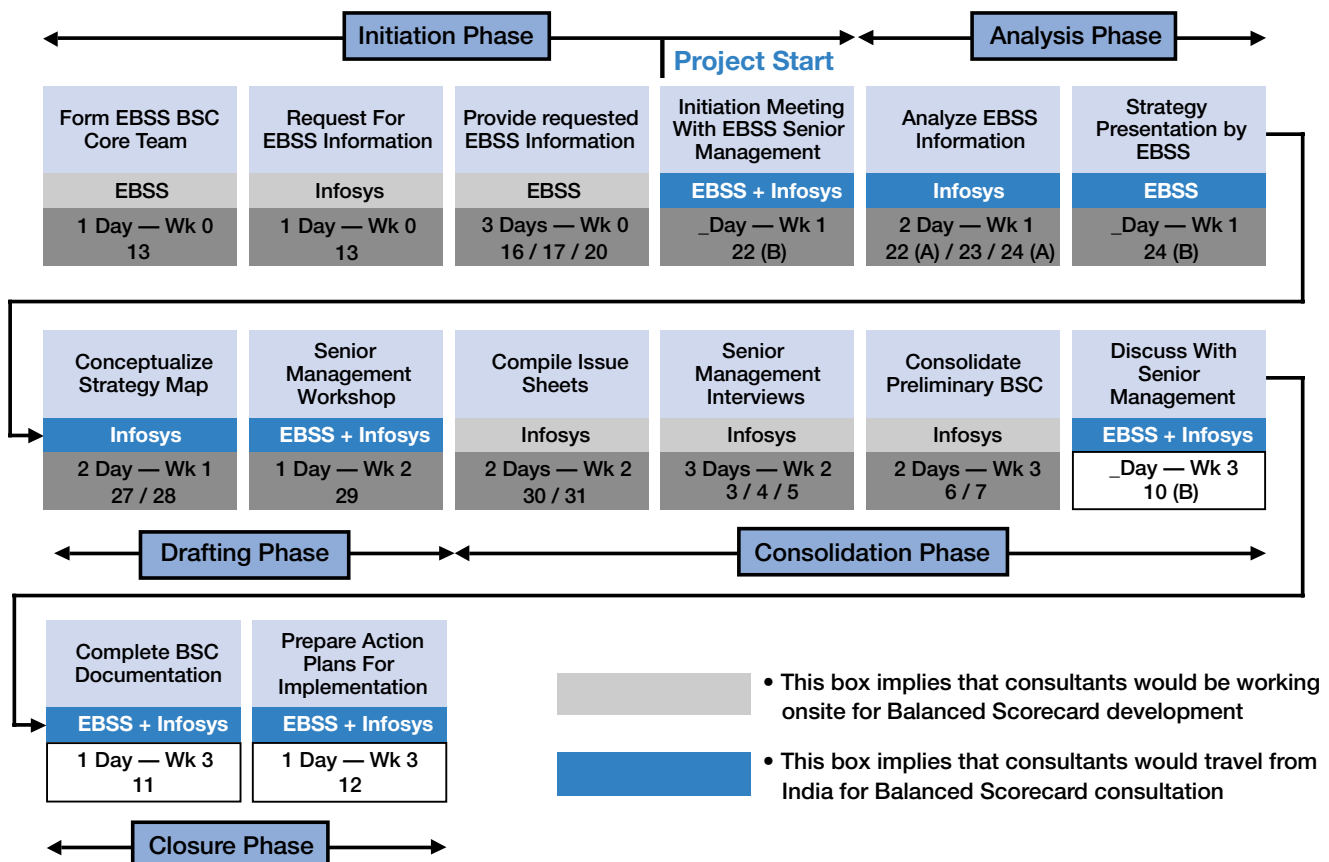 Initiation Phase
Analysis Phase
Project Start
Form EBSS BSC
Core Team
EBSS
1 Day — Wk 0
13
Request For
EBSS Information
Infosys
1 Day — Wk 0
13
Provide requested
EBSS Information
EBSS
3 Days — Wk 0
16 / 17 / 20
Initiation Meeting
With EBSS Senior
Management
EBSS + Infosys
_Day — Wk 1
22 (B)
Analyze EBSS
Information
Infosys
2 Day — Wk 1
22 (A) / 23 / 24 (A)
Strategy
Presentation by
EBSS
EBSS
_Day — Wk 1
24 (B)
Conceptualize
Strategy Map
Infosys
2 Day — Wk 1
27 / 28
Senior
Management
Workshop
EBSS + Infosys
1 Day — Wk 2
29
Compile Issue
Sheets
Infosys
2 Days — Wk 2
30 / 31
Senior
Management
Interviews
Infosys
3 Days — Wk 2
3 / 4 / 5
Consolidate
Preliminary BSC
Infosys
2 Days — Wk 3
6 / 7
Discuss With
Senior
Management
EBSS + Infosys
_Day — Wk 3
10 (B)
Drafting Phase
Consolidation Phase
Complete BSC
Documentation
EBSS + Infosys
1 Day — Wk 3
11
Prepare Action
Plans For
Implementation
EBSS + Infosys
1 Day — Wk 3
12
• This box implies that consultants would be working
onsite for Balanced Scorecard development
• This box implies that consultants would travel from
India for Balanced Scorecard consultation
Closure Phase